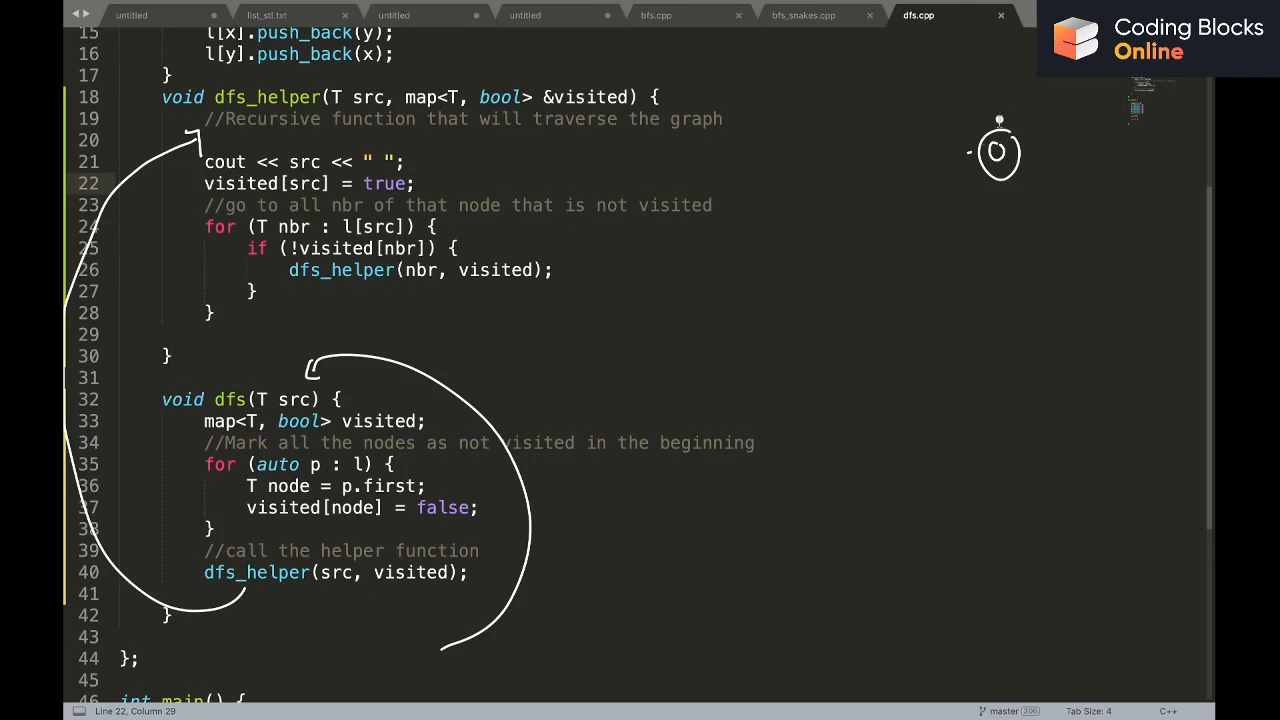 untitled list_stl.txt untitled untitled bfs.cpp bfs_snakes.cpp dfs.cpp
Coding Blocks
Online
15 l[x].push_back(y);
16 l[y].push_back(x);
17 }
18 void dfs_helper(T src, map<T, bool> &visited) {
19 //Recursive function that will traverse the graph
20
21 cout << src << " ";
22 visited[src] = true;
23 //go to all nbr of that node that is not visited
24 for (T nbr : l[src]) {
25 if (!visited[nbr]) {
26 dfs_helper(nbr, visited);
27 }
28 }
29
30 }
31
32 void dfs(T src) {
33 map<T, bool> visited;
34 //Mark all the nodes as not visited in the beginning
35 for (auto p : l) {
36 T node = p.first;
37 visited[node] = false;
38 }
39 //call the helper function
40 dfs_helper(src, visited);
41
42 }
43
44 };
45
46 int main() {
0
Line 22, Column 29 master 206 Tab Size: 4 C++